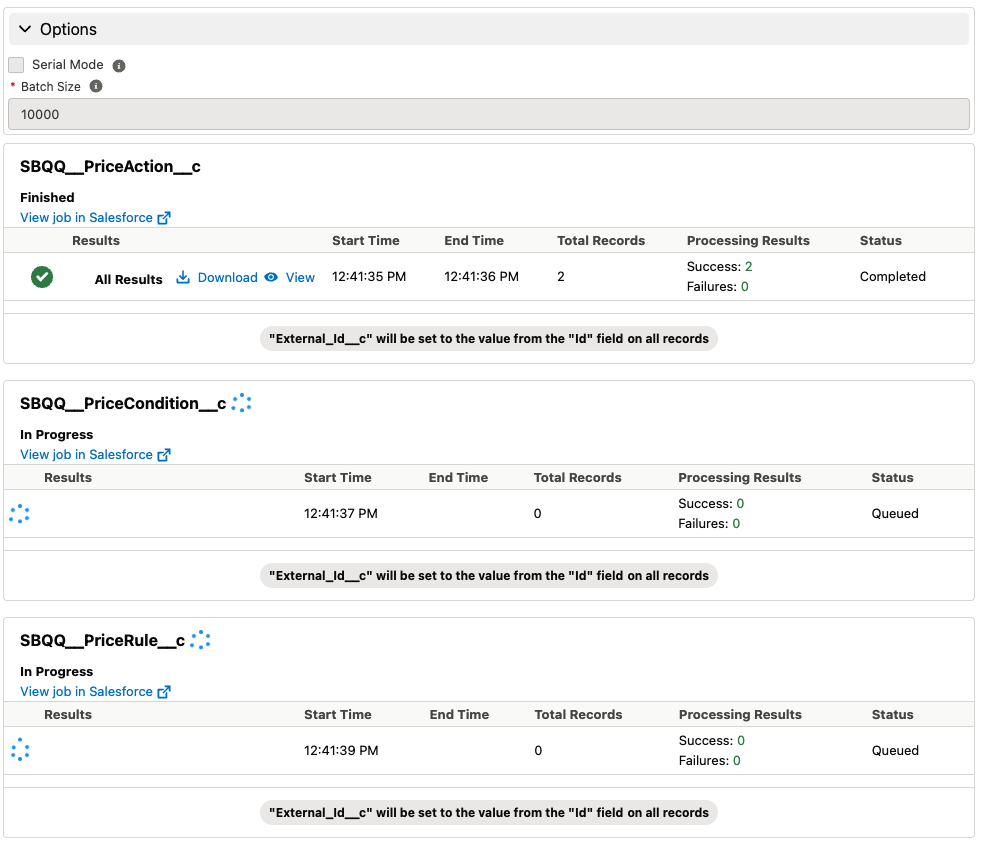 Options
Serial Mode
* Batch Size
10000
SBQQ__PriceAction__c
Finished
View job in Salesforce
Results Start Time End Time Total Records Processing Results Status
All Results Download View 12:41:35 PM 12:41:36 PM 2 Success: 2 Completed
Failures: 0
"External_Id__c" will be set to the value from the "Id" field on all records
SBQQ__PriceCondition__c
In Progress
View job in Salesforce
Results Start Time End Time Total Records Processing Results Status
12:41:37 PM 0 Success: 0 Queued
Failures: 0
"External_Id__c" will be set to the value from the "Id" field on all records
SBQQ__PriceRule__c
In Progress
View job in Salesforce
Results Start Time End Time Total Records Processing Results Status
12:41:39 PM 0 Success: 0 Queued
Failures: 0
"External_Id__c" will be set to the value from the "Id" field on all records